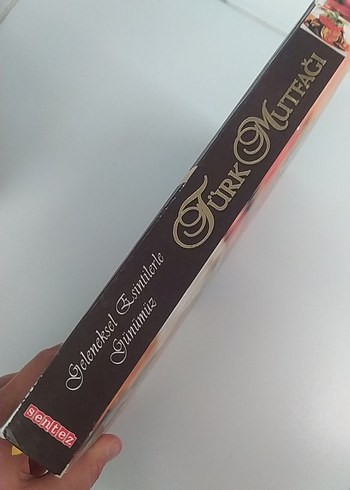 Geleneksel Esintilerle
Günümüz
TÜRK MUTFAĞI
sentez